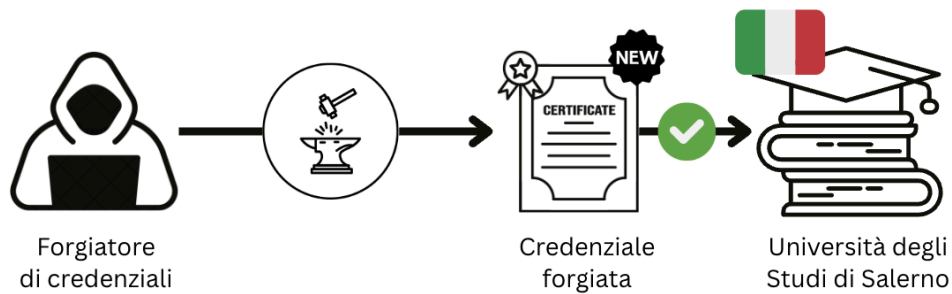 NEW
CERTIFICATE
Forgiatore
di credenziali
Credenziale
forgiata
Università degli
Studi di Salerno